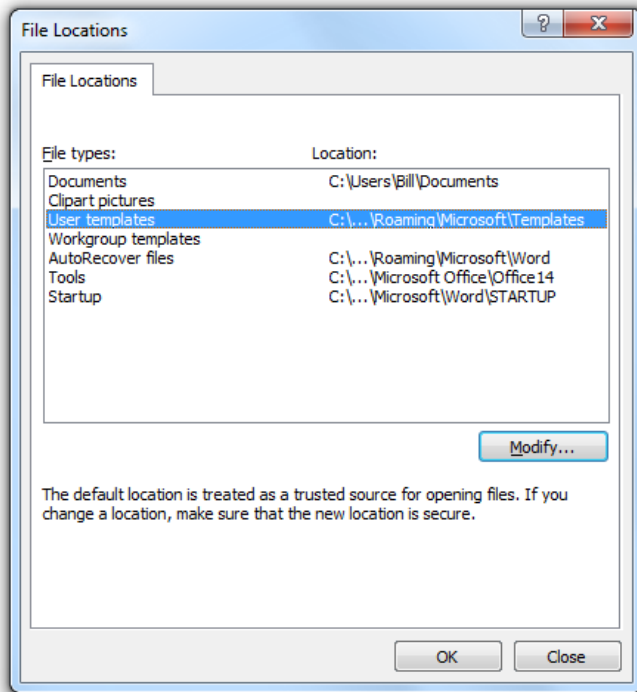 File Locations
?
File Locations
File types: Location:
Documents C:\Users\Bill\Documents
Clipart pictures
User templates C:\...\Roaming\Microsoft\Templates
Workgroup templates
AutoRecover files C:\...\Roaming\Microsoft\Word
Tools C:\...\Microsoft Office\Office14
Startup C:\...\Microsoft\Word\STARTUP
Modify...
The default location is treated as a trusted source for opening files. If you
change a location, make sure that the new location is secure.
OK Close